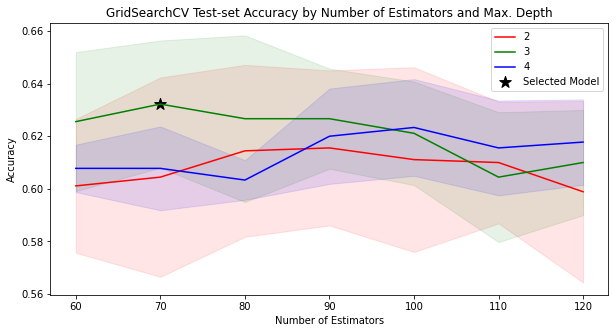 GridSearchCV Test-set Accuracy by Number of Estimators and Max. Depth
0.66
0.64
0.62
0.60
0.58
0.56
Accuracy
2
3
4
Selected Model
60 70 80 90 100 110 120
Number of Estimators